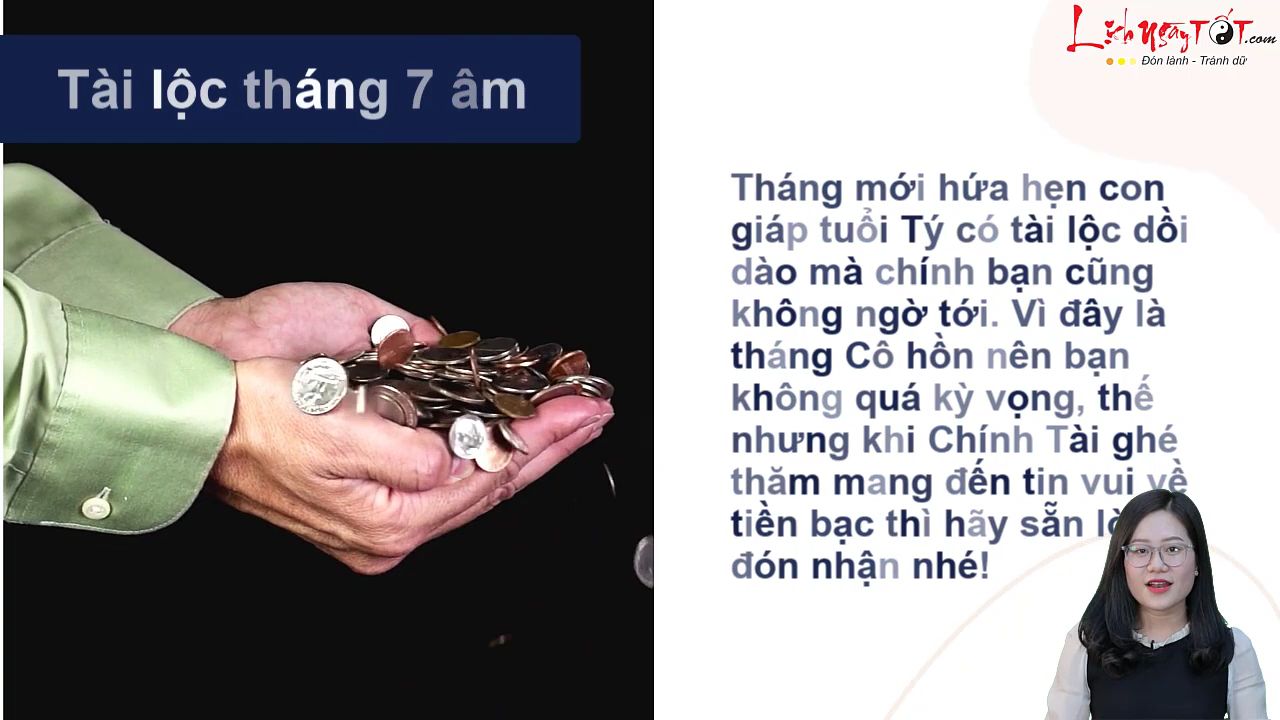 Tài lộc tháng 7 âm
Lịch ngày TỐT.com
Đón lành - Tránh dữ
Tháng mới hứa hẹn con
giáp tuổi Tý có tài lộc dồi
dào mà chính bạn cũng
không ngờ tới. Vì đây là
tháng Cô hồn nên bạn
không quá kỳ vọng, thế
nhưng khi Chính Tài ghé
thăm mang đến tin vui về
tiền bạc thì hãy sẵn
đón nhận nhé!